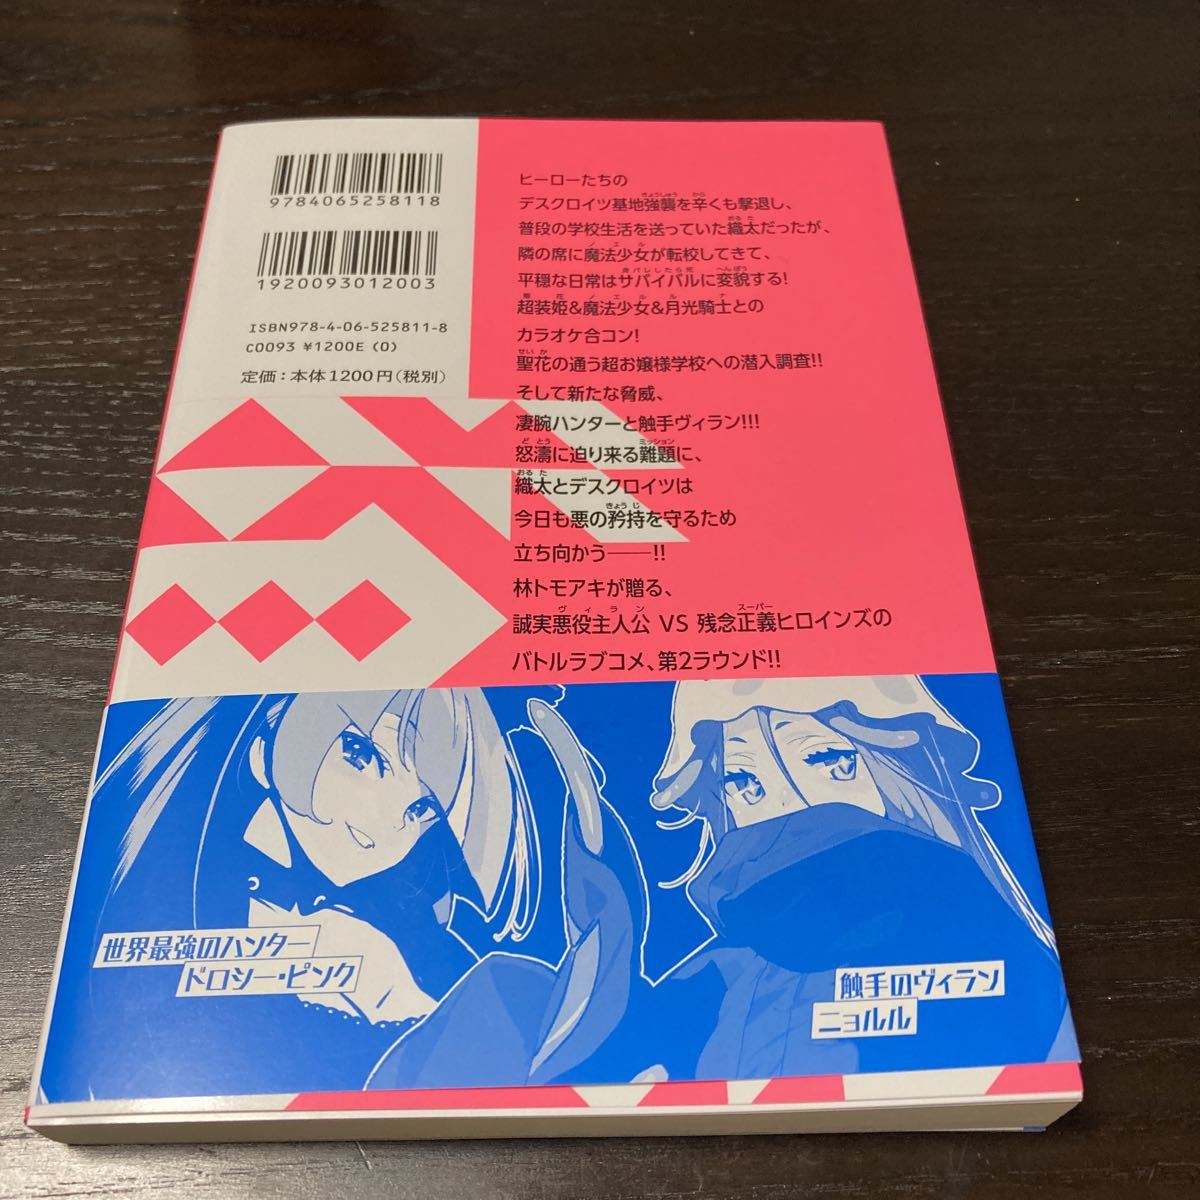 9784065258118
1920093012003
ISBN978-4-06-525811-8
C0093 ¥1200E (0)
定価：本体1200円(税別)
ヒーローたちの
デスクロイツ基地強襲を辛くも撃退し、
普段の学校生活を送っていた織太だったが、
隣の席に魔法少女が転校してきて、
平穏な日常はサバイバルに変貌する!
超装姫&魔法少女&月光騎士との
カラオケ合コン!
聖花の通う超お嬢様学校への潜入調査!!
そして新たな脅威、
凄腕ハンターと触手ヴィラン!!!
怒濤に迫り来る難題に、
織太とデスクロイツは
今日も悪の矜持を守るため
立ち向かう——!!
林トモアキが贈る、
誠実悪役主人公 VS 残念正義ヒロインズの
バトルラブコメ、第2ラウンド!!
世界最強のハンター
ドロシー・ピンク
触手のヴィラン
ニョルル